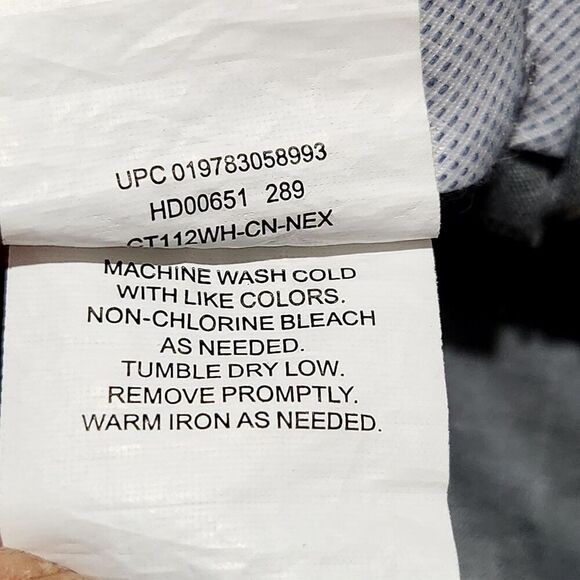 UPC 019783058993
HD00651 289
CT112WH-CN-NEX
MACHINE WASH COLD
WITH LIKE COLORS.
NON-CHLORINE BLEACH
AS NEEDED.
TUMBLE DRY LOW.
REMOVE PROMPTLY.
WARM IRON AS NEEDED.